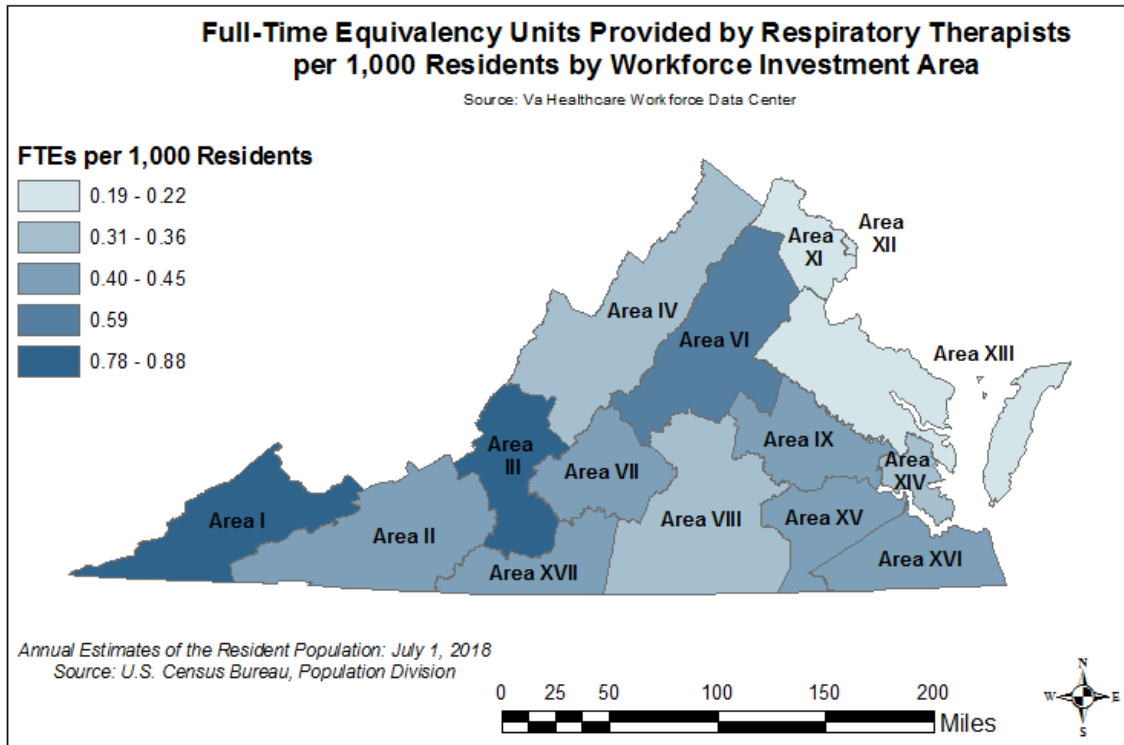 Full-Time Equivalency Units Provided by Respiratory Therapists
per 1,000 Residents by Workforce Investment Area
Source: Va Healthcare Workforce Data Center
FTEs per 1,000 Residents
0.19 - 0.22
0.31 - 0.36
0.40 - 0.45
0.59
0.78 - 0.88
Area
XII
Area
XI
Area IV
Area VI
Area XIII
Area
III
Area IX
Area VII
Area
XIV
Area I
Area II
Area VIII
Area XV
Area XVI
Area XVII
Annual Estimates of the Resident Population: July 1, 2018
Source: U.S. Census Bureau, Population Division
0 25 50 100 150 200
Miles
N
W E
S